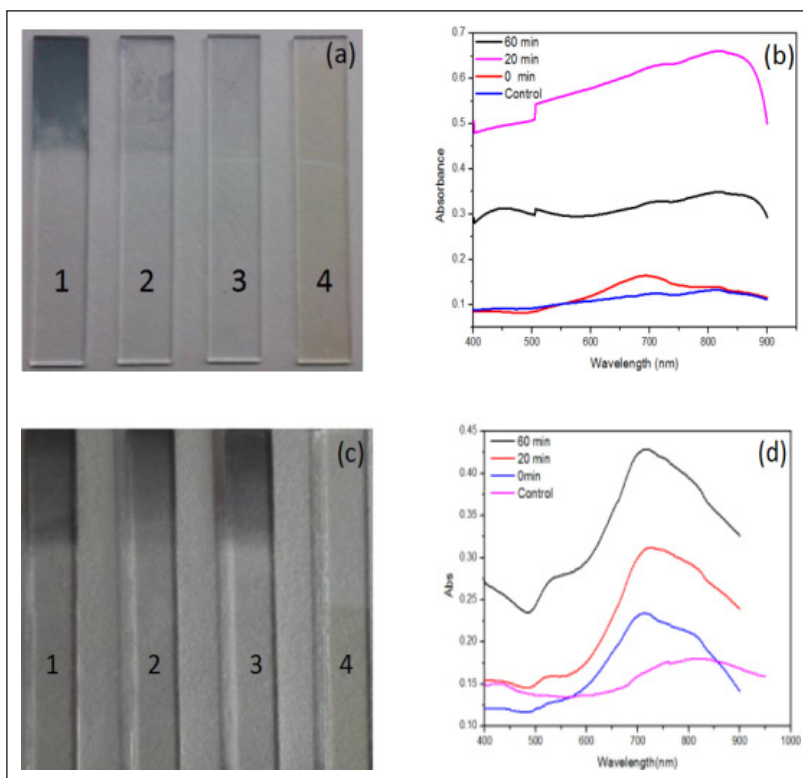 (a)
1 2 3 4
(b)
60 min
20 min
0 min
Control
0.7
0.6
0.5
0.4
0.3
0.2
0.1
Absorbance
400 500 600 700 800 900
Wavelength (nm)
(c)
1 2 3 4
(d)
60 min
20 min
0min
Control
0.45
0.40
0.35
0.30
0.25
0.20
0.15
0.10
Abs
400 500 600 700 800 900 1000
Wavelength(nm)